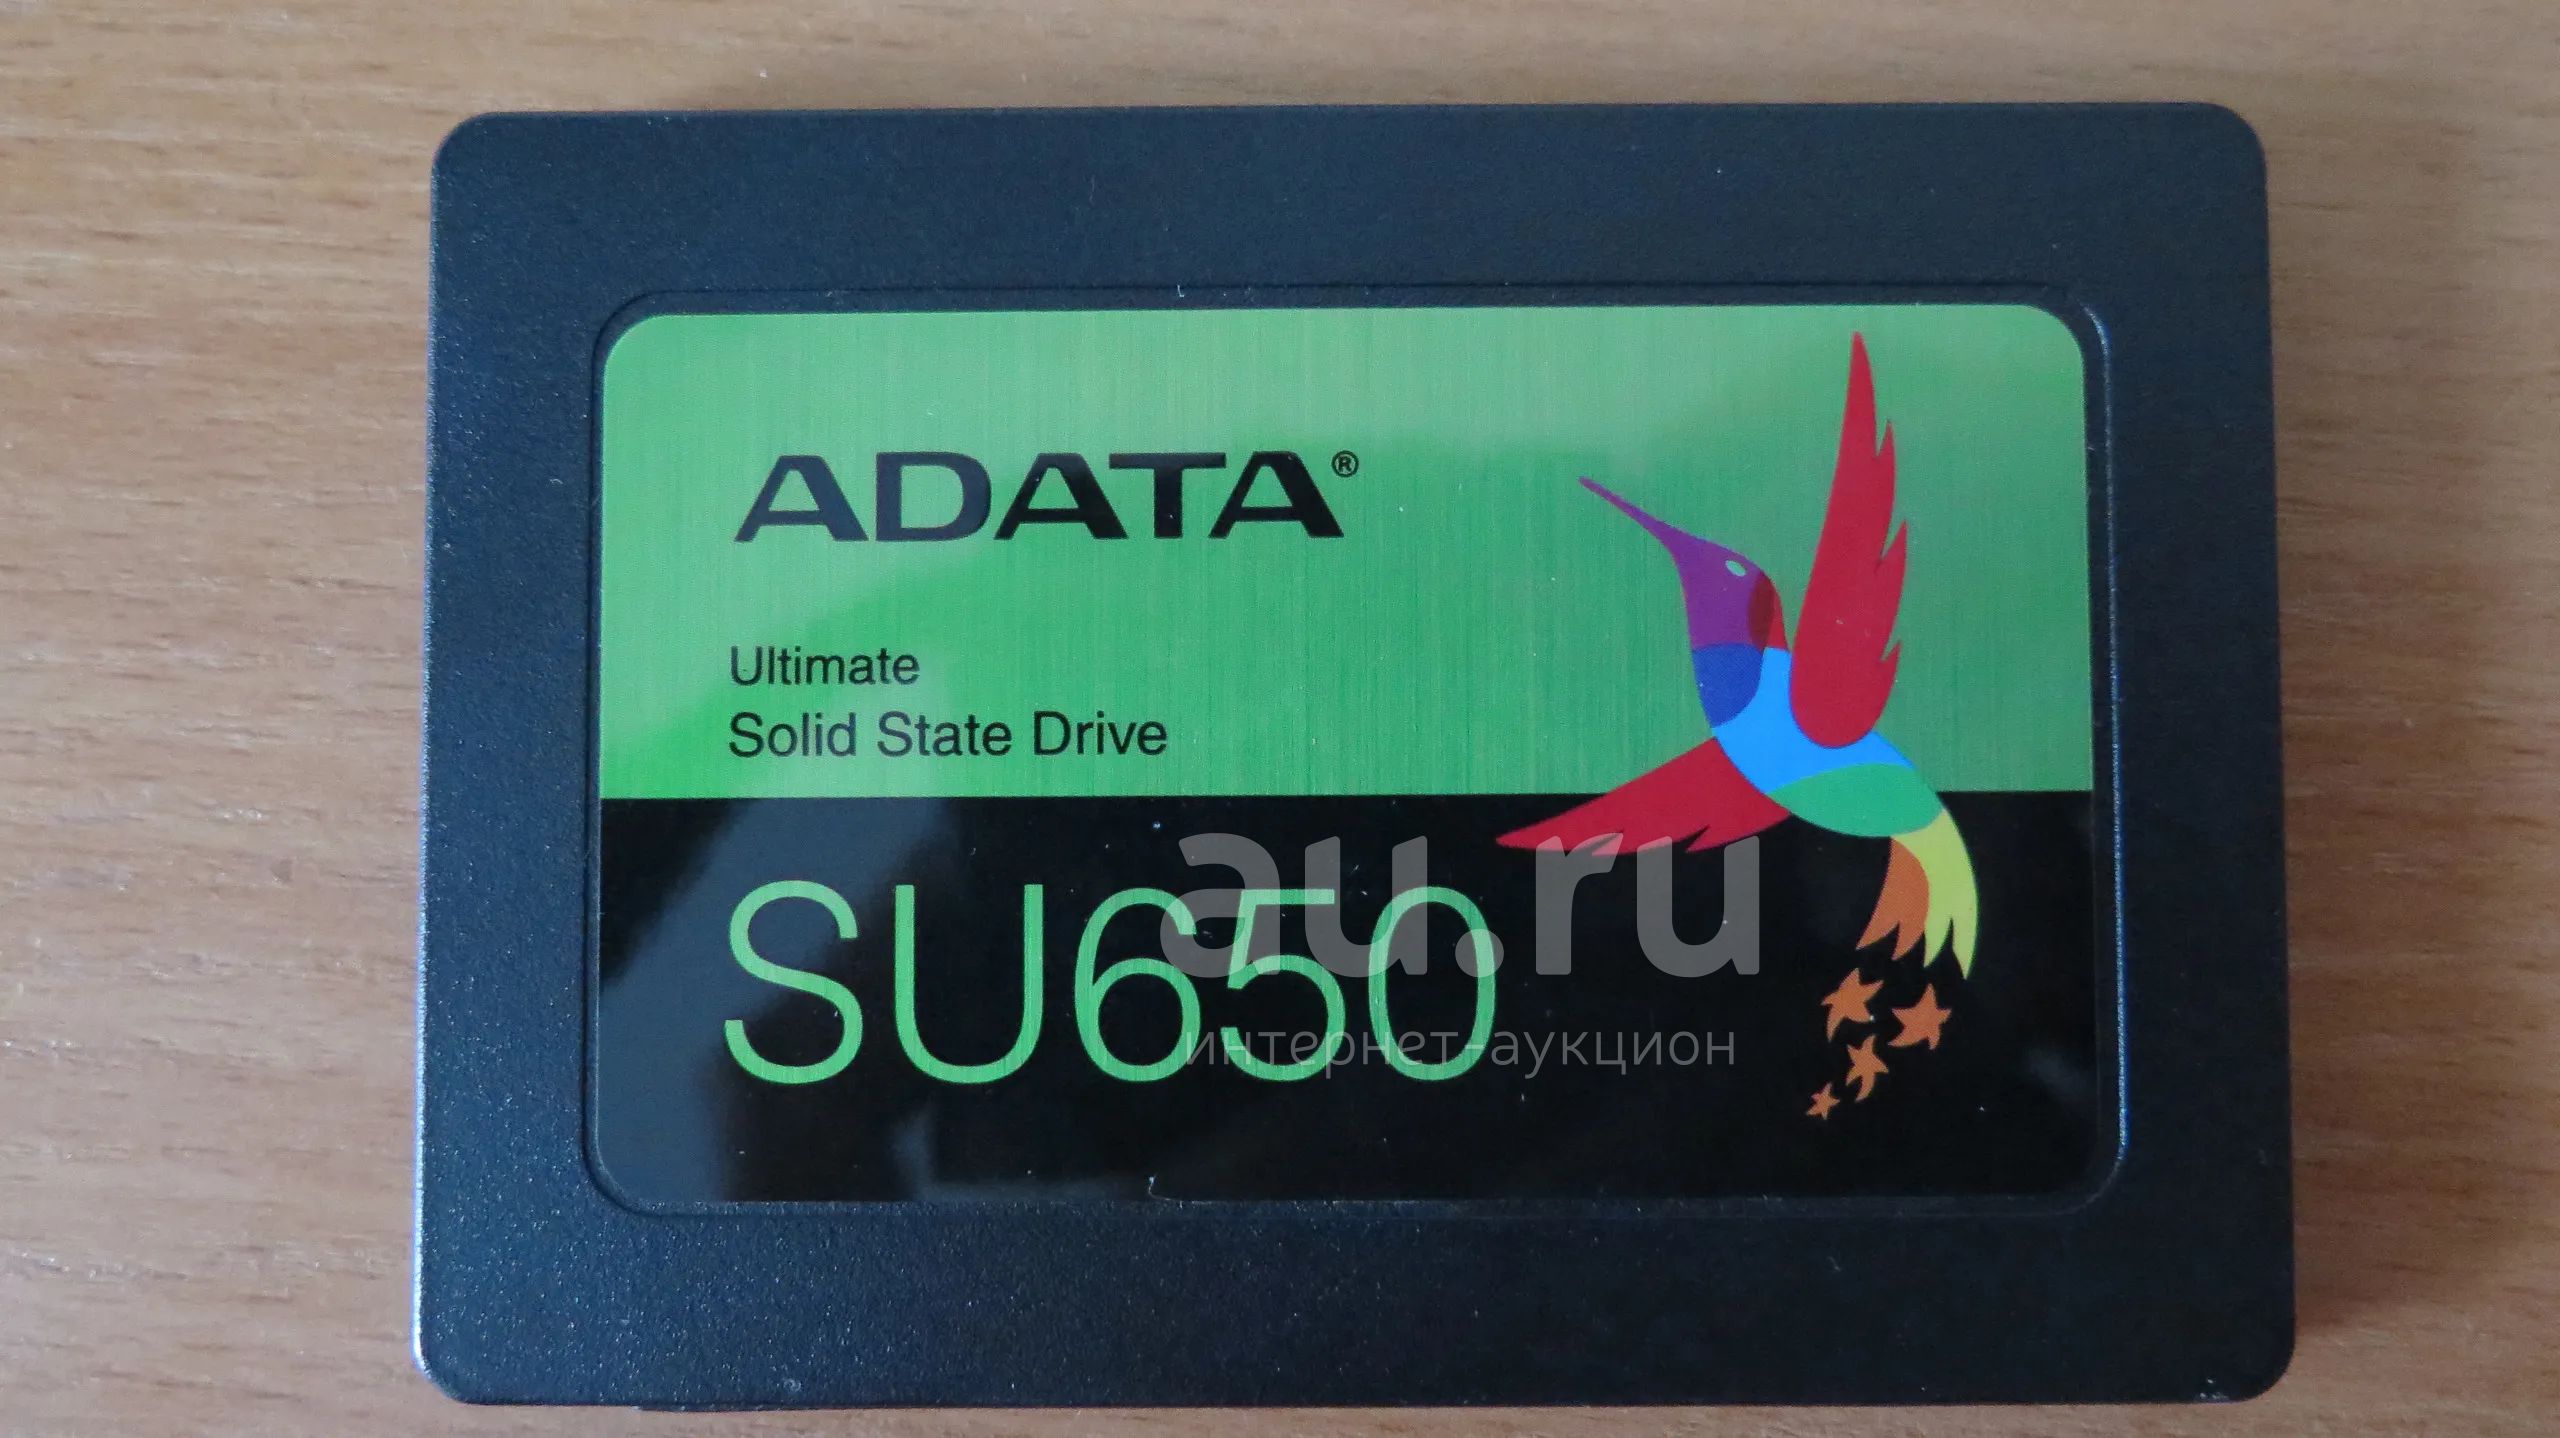 ADATA®
Ultimate
Solid State Drive
SU650
au.ru
интернет-аукцион